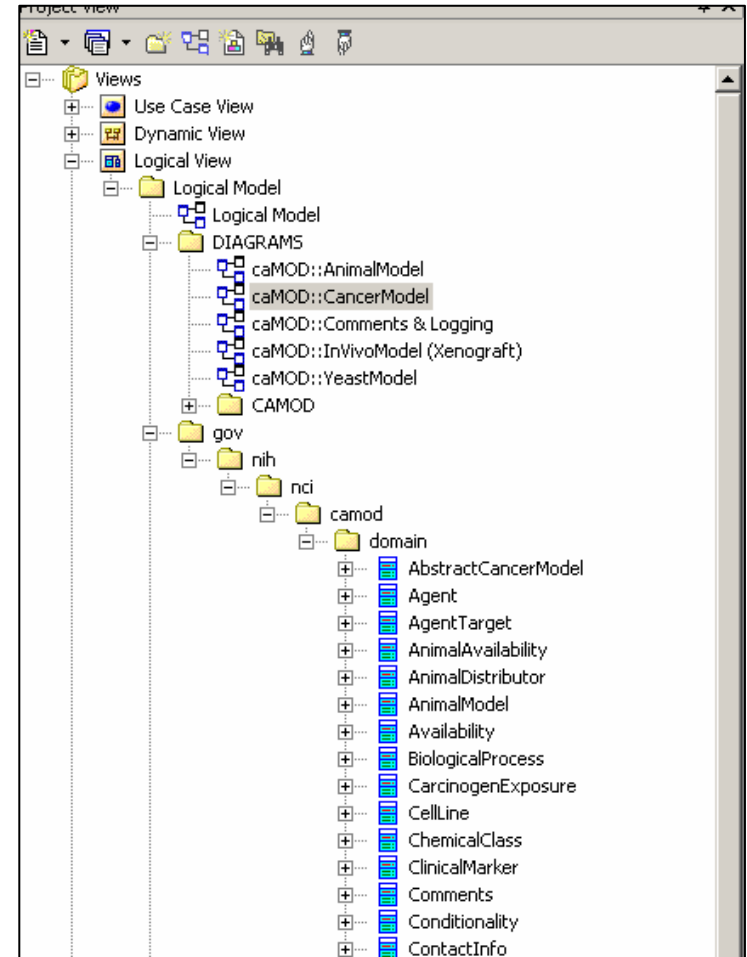 Project View
Views
Use Case View
Dynamic View
Logical View
Logical Model
Logical Model
DIAGRAMS
caMOD::AnimalModel
caMOD::CancerModel
caMOD::Comments & Logging
caMOD::InVivoModel (Xenograft)
caMOD::YeastModel
CAMOD
gov
nih
nci
camod
domain
AbstractCancerModel
Agent
AgentTarget
AnimalAvailability
AnimalDistributor
AnimalModel
Availability
BiologicalProcess
CarcinogenExposure
CellLine
ChemicalClass
ClinicalMarker
Comments
Conditionality
ContactInfo